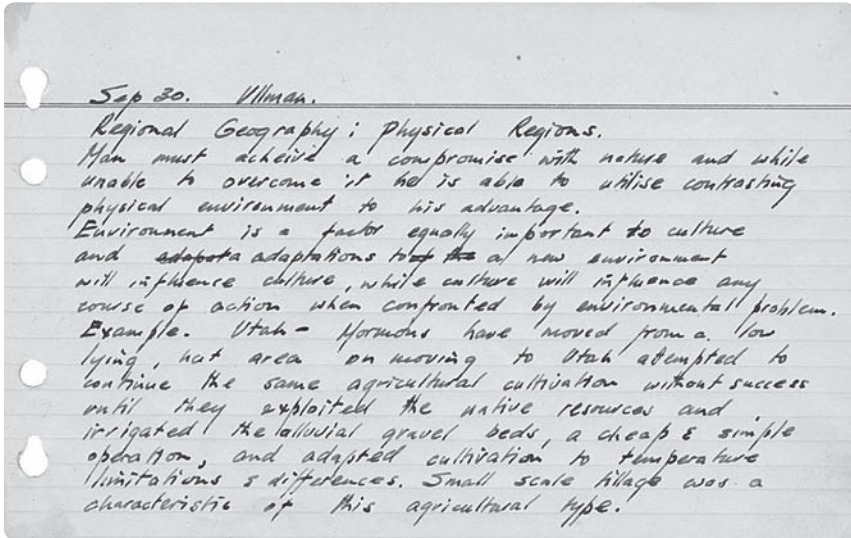 Sep 30. Ullman.
Regional Geography: Physical Regions.
Man must acheive a compromise with nature and while
unable to overcome it he is able to utilise contrasting
physical environment to his advantage.
Environment is a factor equally important to culture
and adaptations to a new environment
will influence culture, while culture will influence any
course of action when confronted by environmental problem.
Example. Utah - Mormons have moved from a low
lying, hot area on moving to Utah attempted to
continue the same agricultural cultivation without success
until they exploited the native resources and
irrigated the alluvial gravel beds, a cheap & simple
operation, and adapted cultivation to temperature
limitations & differences. Small scale tillage was a
characteristic of this agricultural type.